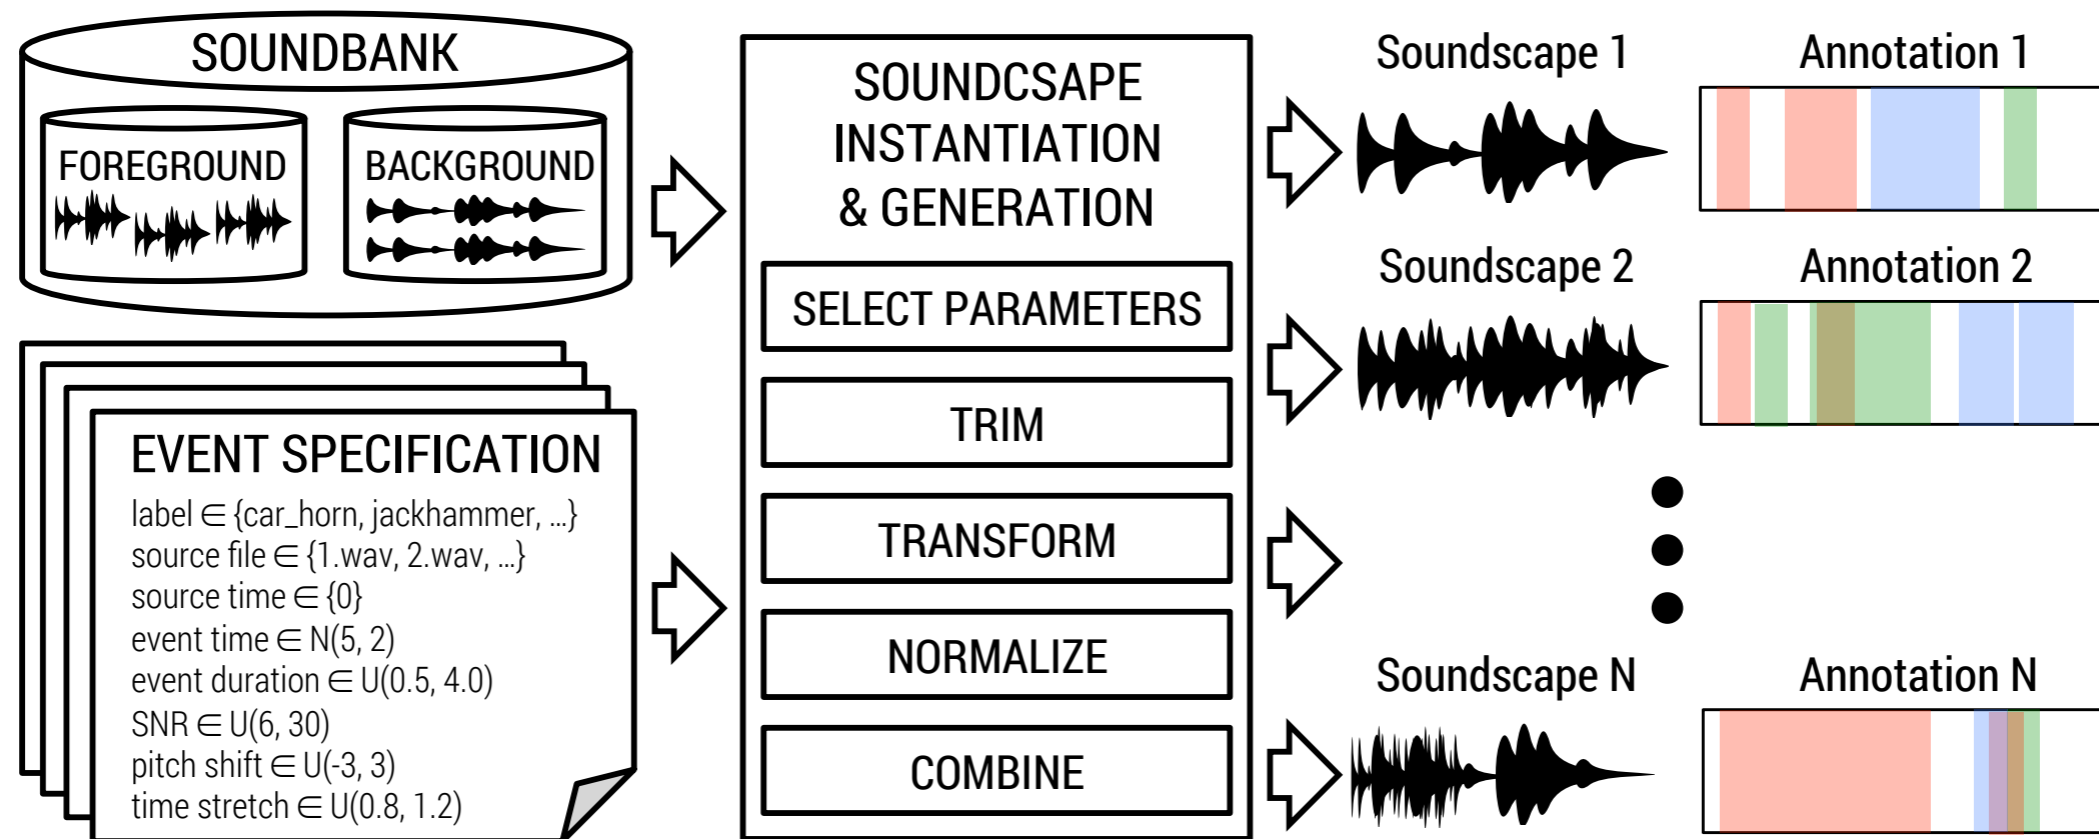 SOUNDBANK
FOREGROUND
BACKGROUND
EVENT SPECIFICATION
label ∈ {car_horn, jackhammer, ...}
source file ∈ {1.wav, 2.wav, ...}
source time ∈ {0}
event time ∈ N(5, 2)
event duration ∈ U(0.5, 4.0)
SNR ∈ U(6, 30)
pitch shift ∈ U(-3, 3)
time stretch ∈ U(0.8, 1.2)
SOUNDCSAPE
INSTANTIATION
& GENERATION
SELECT PARAMETERS
TRIM
TRANSFORM
NORMALIZE
COMBINE
Soundscape 1
Annotation 1
Soundscape 2
Annotation 2
Soundscape N
Annotation N